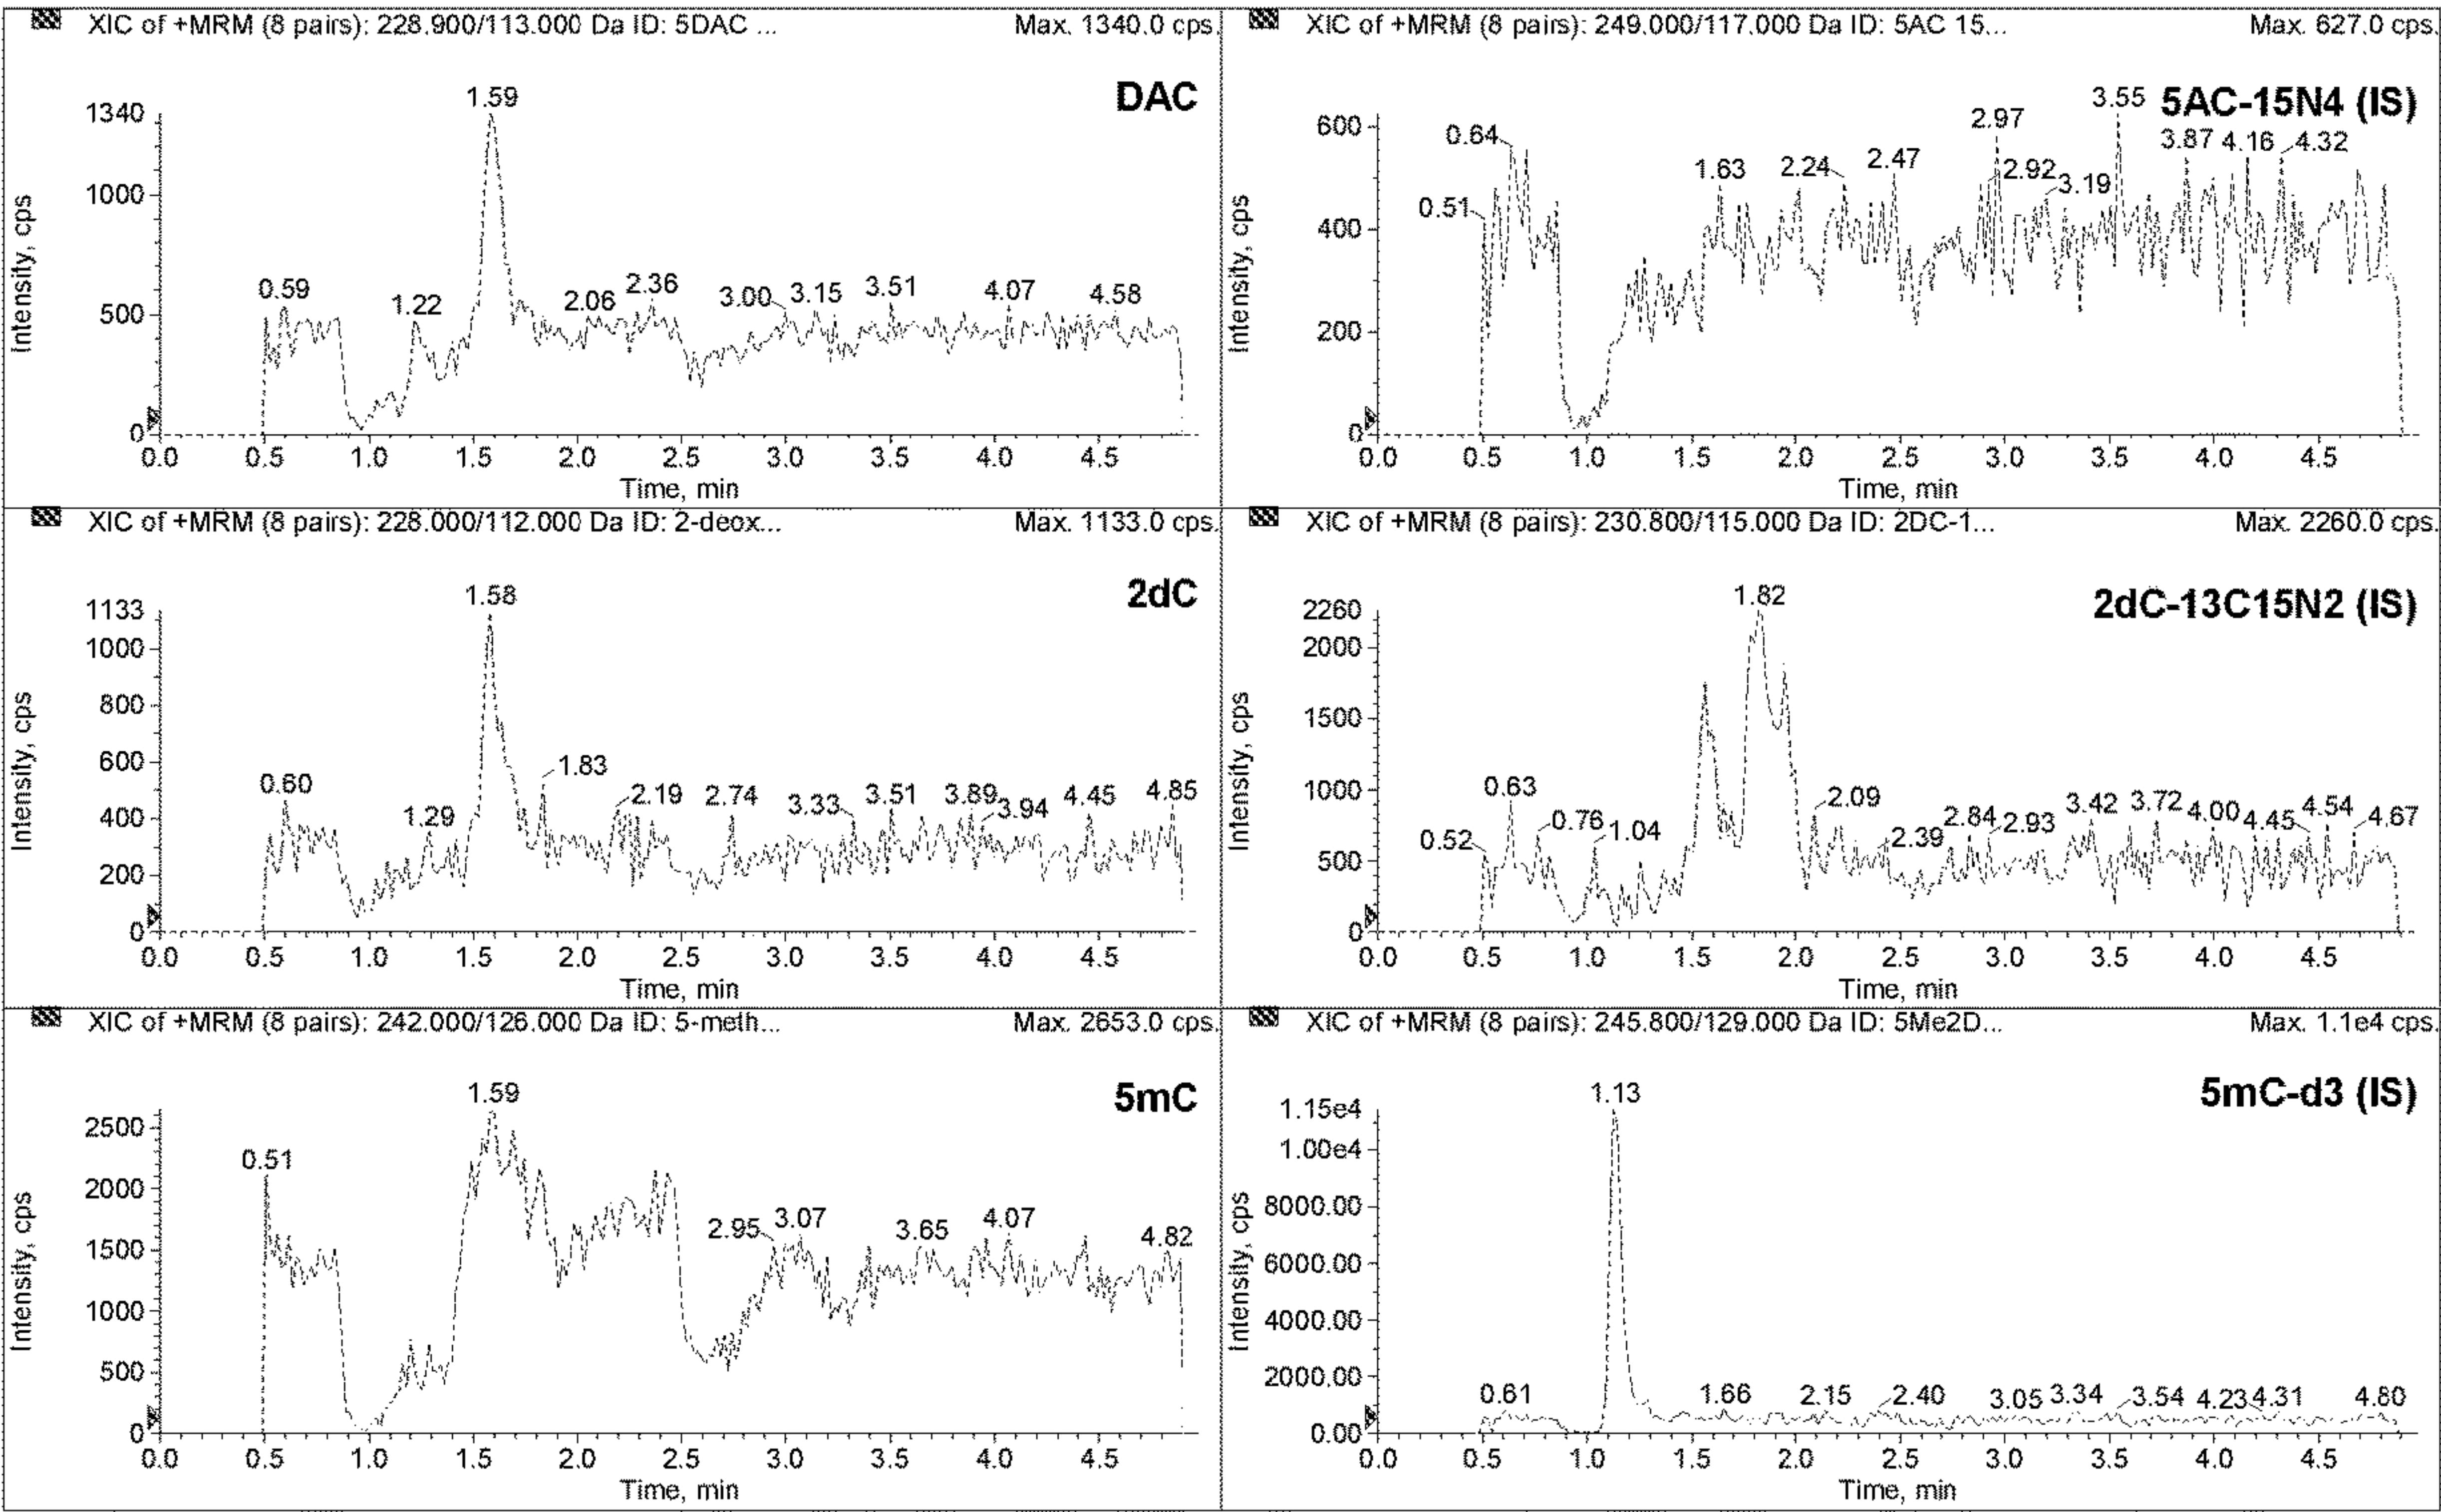 XIC of +MRM (8 pairs): 228.900/113.000 Da ID: 5DAC ...
Max. 1340.0 cps.
DAC
1.59
1340
1000
500
0
Intensity, cps
0.59
1.22
2.06
2.36
3.00
3.15
3.51
4.07
4.58
0.0 0.5 1.0 1.5 2.0 2.5 3.0 3.5 4.0 4.5
Time, min
XIC of +MRM (8 pairs): 249.000/117.000 Da ID: 5AC 15...
Max. 627.0 cps.
5AC-15N4 (IS)
600
400
200
0
Intensity, cps
0.51
0.64
1.63
2.24
2.47
2.97
2.92
3.19
3.55
3.87
4.16
4.32
0.0 0.5 1.0 1.5 2.0 2.5 3.0 3.5 4.0 4.5
Time, min
XIC of +MRM (8 pairs): 228.000/112.000 Da ID: 2-deox...
Max. 1133.0 cps.
2dC
1.58
1133
1000
800
600
400
200
0
Intensity, cps
0.60
1.29
1.83
2.19
2.74
3.33
3.51
3.89
3.94
4.45
4.85
0.0 0.5 1.0 1.5 2.0 2.5 3.0 3.5 4.0 4.5
Time, min
XIC of +MRM (8 pairs): 230.800/115.000 Da ID: 2DC-1...
Max. 2260.0 cps.
2dC-13C15N2 (IS)
1.82
2260
2000
1500
1000
500
0
Intensity, cps
0.52
0.63
0.76
1.04
2.09
2.39
2.84
2.93
3.42
3.72
4.00
4.45
4.54
4.67
0.0 0.5 1.0 1.5 2.0 2.5 3.0 3.5 4.0 4.5
Time, min
XIC of +MRM (8 pairs): 242.000/126.000 Da ID: 5-meth...
Max. 2653.0 cps.
5mC
1.59
2500
2000
1500
1000
500
0
Intensity, cps
0.51
2.95
3.07
3.65
4.07
4.82
0.0 0.5 1.0 1.5 2.0 2.5 3.0 3.5 4.0 4.5
Time, min
XIC of +MRM (8 pairs): 245.800/129.000 Da ID: 5Me2D...
Max. 1.1e4 cps.
5mC-d3 (IS)
1.13
1.15e4
1.00e4
8000.00
6000.00
4000.00
2000.00
0.00
Intensity, cps
0.61
1.66
2.15
2.40
3.05
3.34
3.54
4.23
4.31
4.80
0.0 0.5 1.0 1.5 2.0 2.5 3.0 3.5 4.0 4.5
Time, min